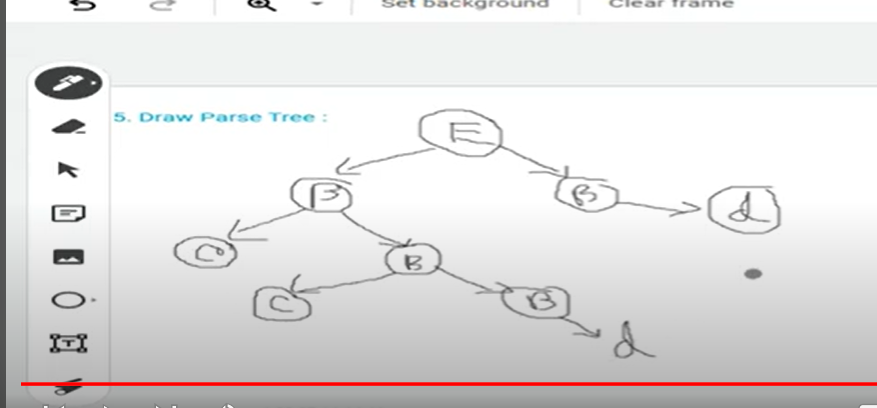 Set background Clear frame
5. Draw Parse Tree :
E
B B d
C B
C B
d
T